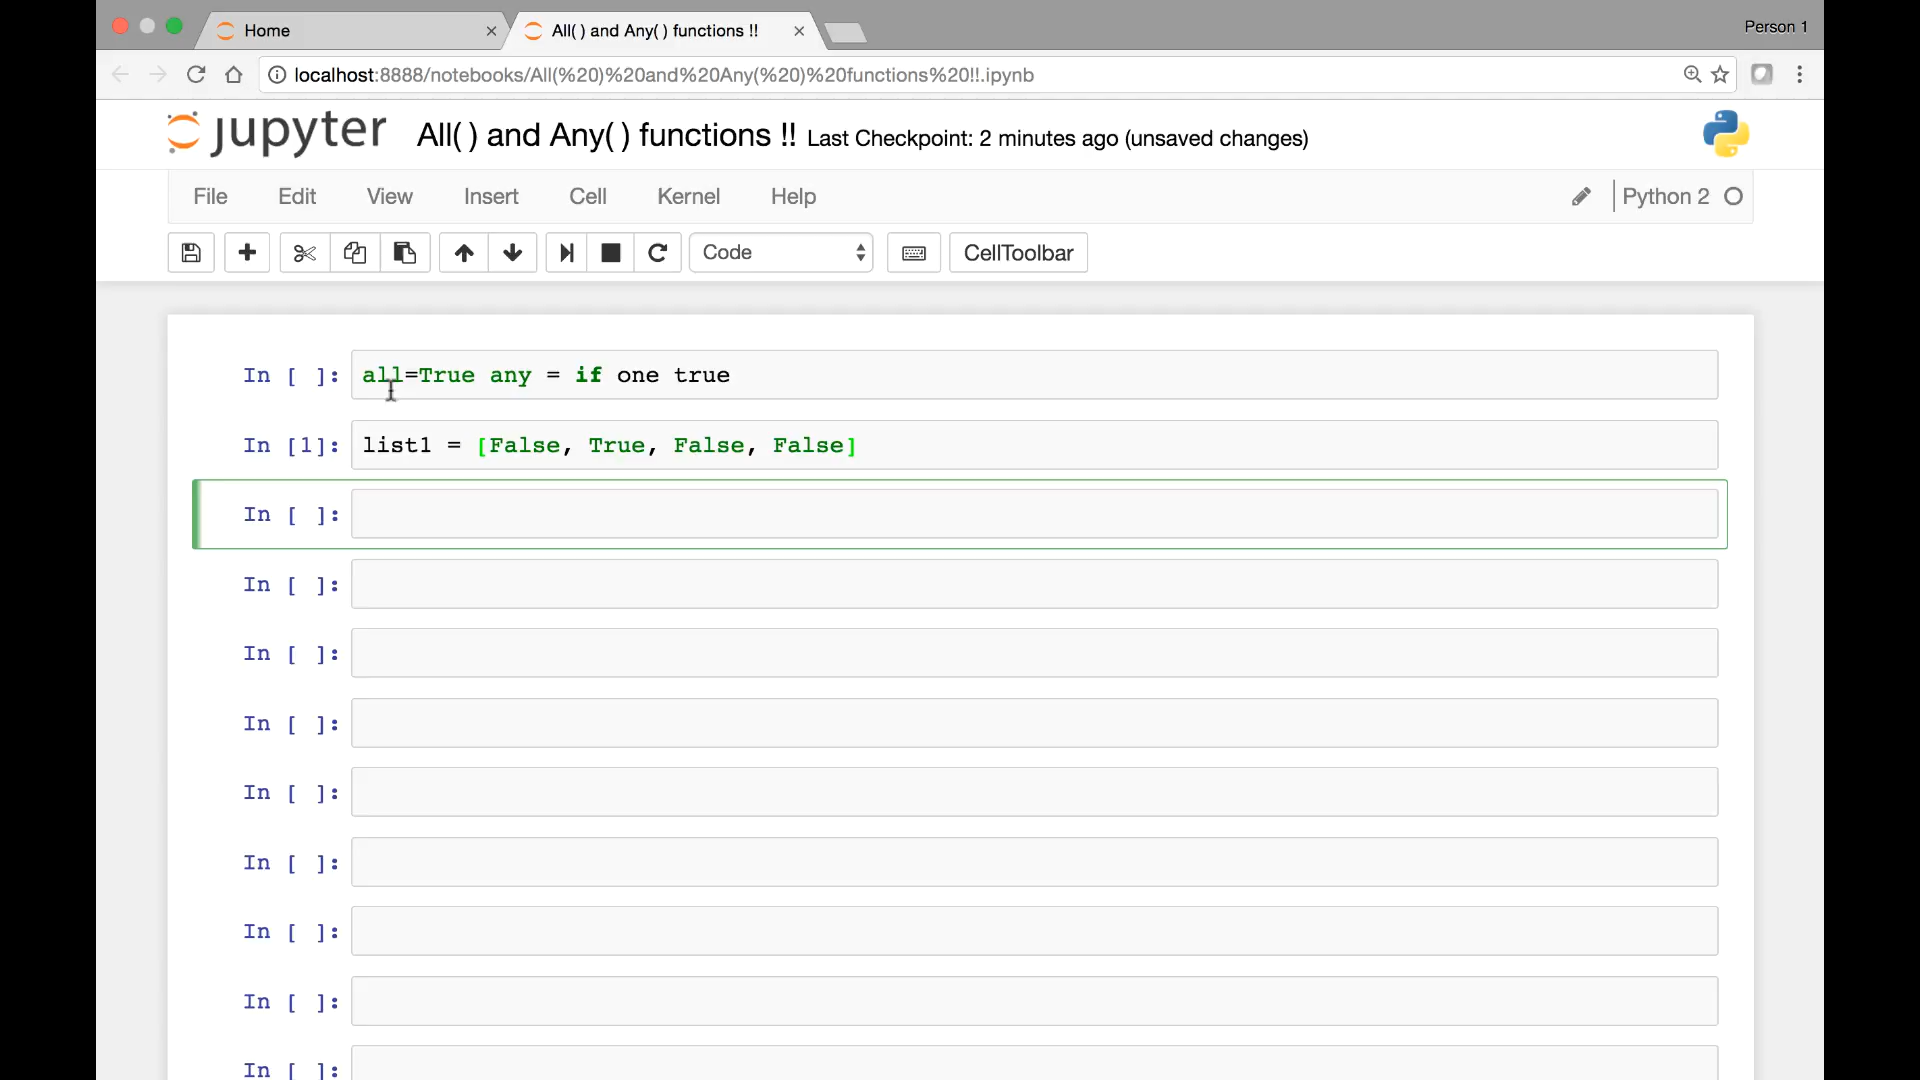 Home
All( ) and Any( ) functions !!
Person 1
localhost:8888/notebooks/All(%20)%20and%20Any(%20)%20functions%20!!.ipynb
jupyter All( ) and Any( ) functions !! Last Checkpoint: 2 minutes ago (unsaved changes)
File Edit View Insert Cell Kernel Help Python 2
Code CellToolbar
In [ ]: all=True any = if one true
In [1]: list1 = [False, True, False, False]
In [ ]:
In [ ]:
In [ ]:
In [ ]:
In [ ]:
In [ ]:
In [ ]:
In [ ]:
In [ ]: